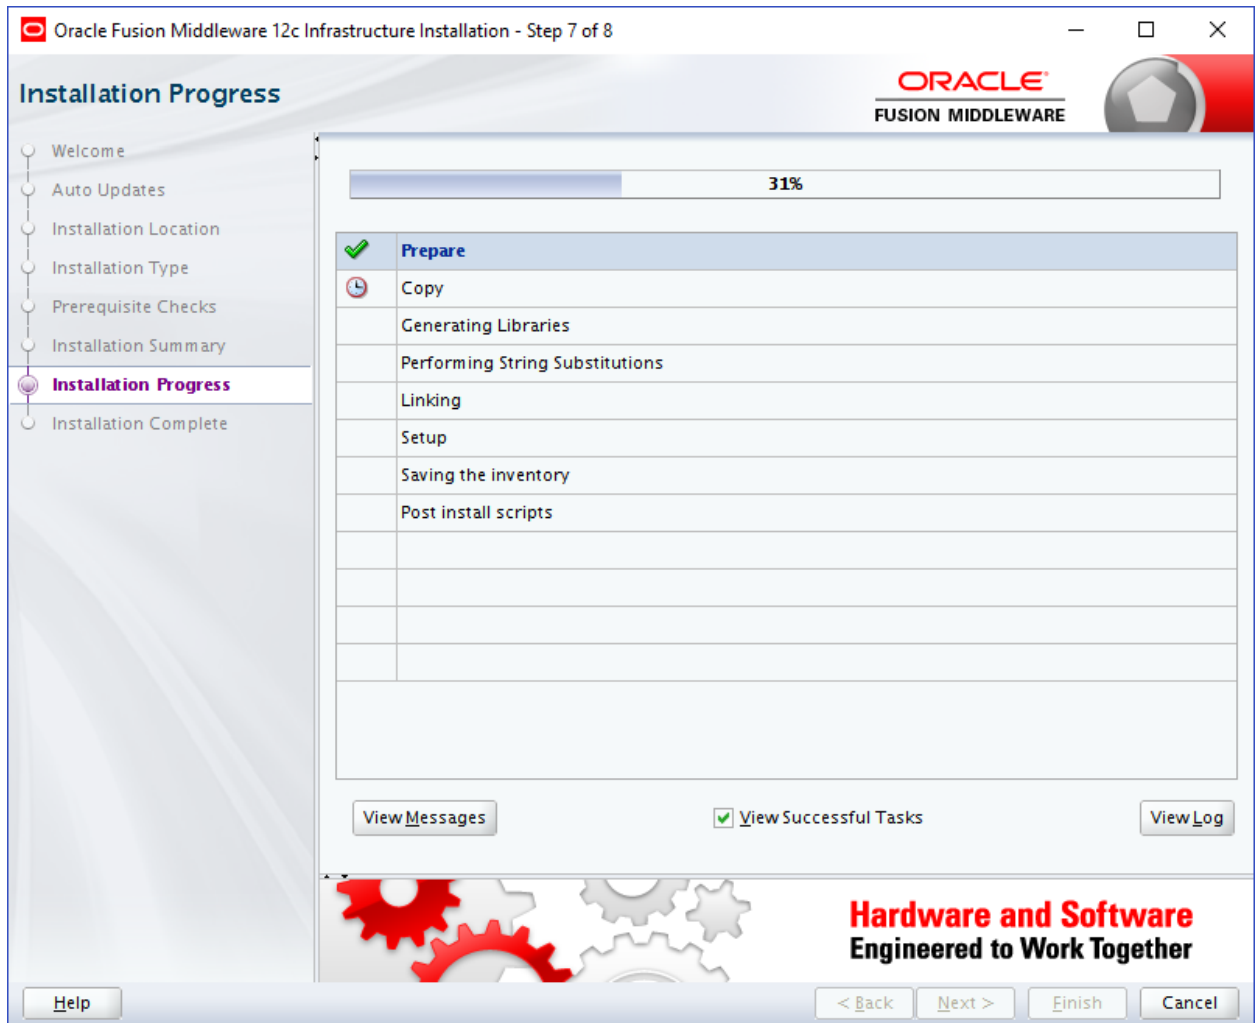 Oracle Fusion Middleware 12c Infrastructure Installation - Step 7 of 8
Installation Progress
ORACLE
FUSION MIDDLEWARE
Welcome
Auto Updates
Installation Location
Installation Type
Prerequisite Checks
Installation Summary
Installation Progress
Installation Complete
31%
Prepare
Copy
Generating Libraries
Performing String Substitutions
Linking
Setup
Saving the inventory
Post install scripts
View Messages
View Successful Tasks
View Log
Hardware and Software
Engineered to Work Together
Help
< Back
Next >
Finish
Cancel